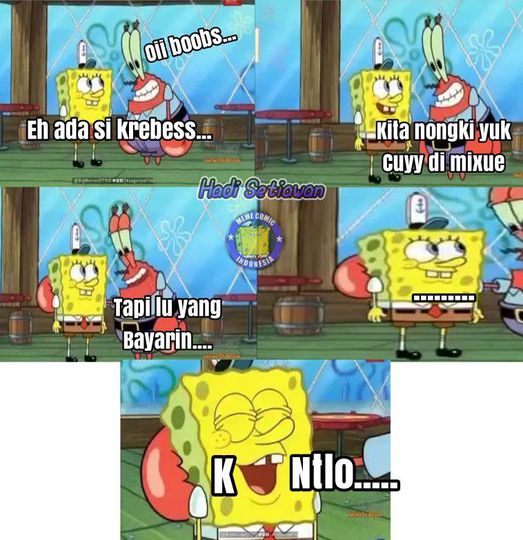 oii boobs...
Eh ada si krebess...
Kita nongki yuk
Cuyy di mixue
Hadi Setiawan
MEME COMIC
INDONESIA
Tapi lu yang
Bayarin....
..........
K Ntlo.....